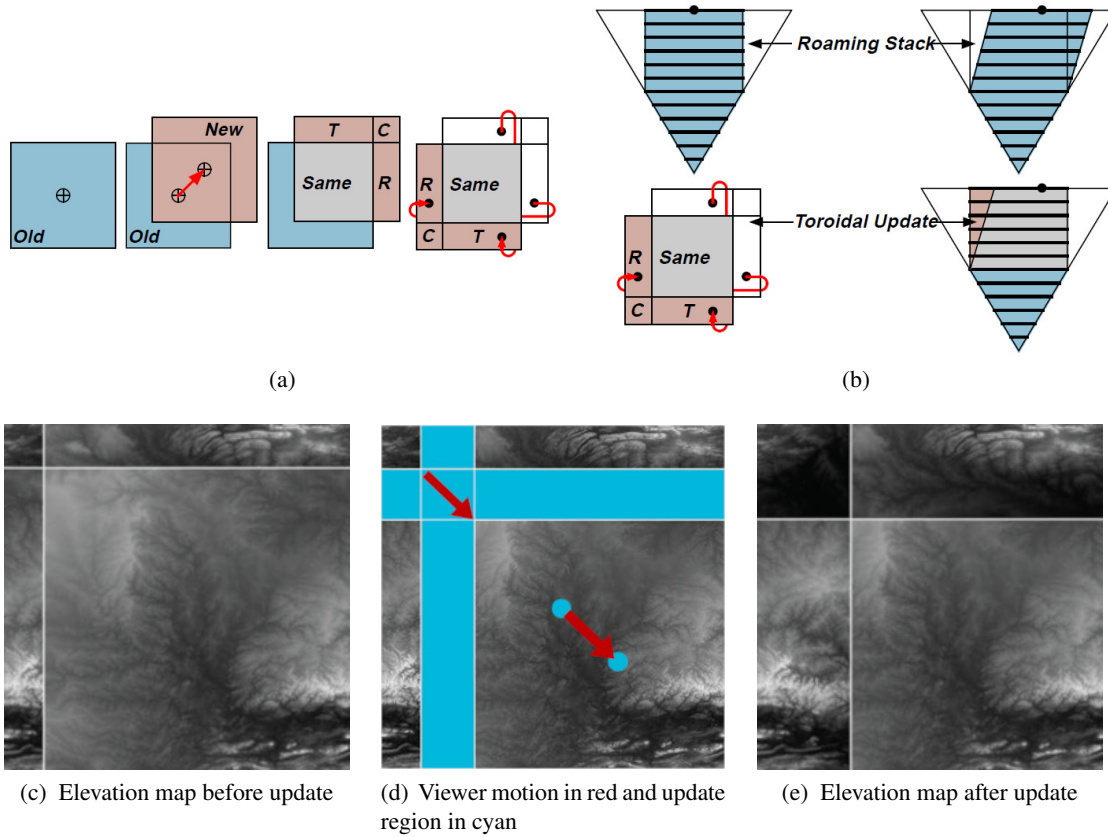 Roaming Stack
New
T
C
Same
R
Old
Old
R
Same
C
T
Toroidal Update
R
Same
C
T
(a)
(b)
(c) Elevation map before update
(d) Viewer motion in red and update
region in cyan
(e) Elevation map after update